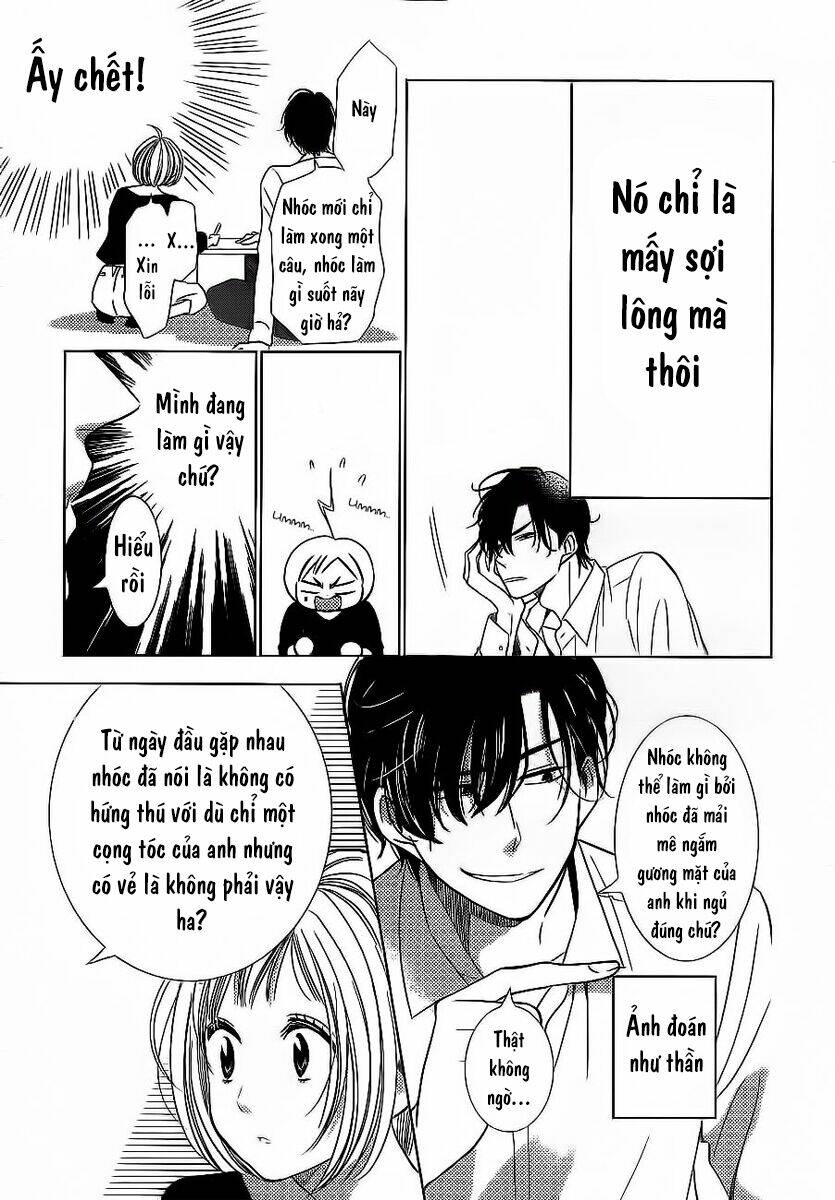 Nó chỉ là
mấy sợi
lông mà
thôi
Này
Nhóc mới chỉ
làm xong một
câu, nhóc làm
gì suốt nãy
giờ hả?
Ấy chết!
X...
...
Xin
lỗi
Ummm...
Ummm...
Mình đang
làm gì vậy
chứ?
Hiểu
rồi
Nhóc không
thể làm gì bởi
nhóc đã mải
mê ngắm
gương mặt của
anh khi ngủ
đúng chứ?
Ảnh đoán
như thần
Thật
không
ngờ...
Từ ngày đầu gặp nhau
nhóc đã nói là không có
hứng thú với dù chỉ một
cọng tóc của anh nhưng
có vẻ là không phải vậy
ha?